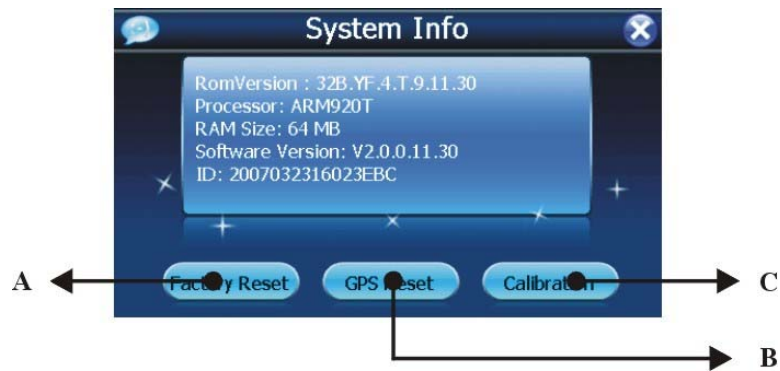 System Info
RomVersion : 32B.YF.4.T.9.11.30
Processor: ARM920T
RAM Size: 64 MB
Software Version: V2.0.0.11.30
ID: 2007032316023EBC
A Factory Reset GPS Reset Calibration C
B